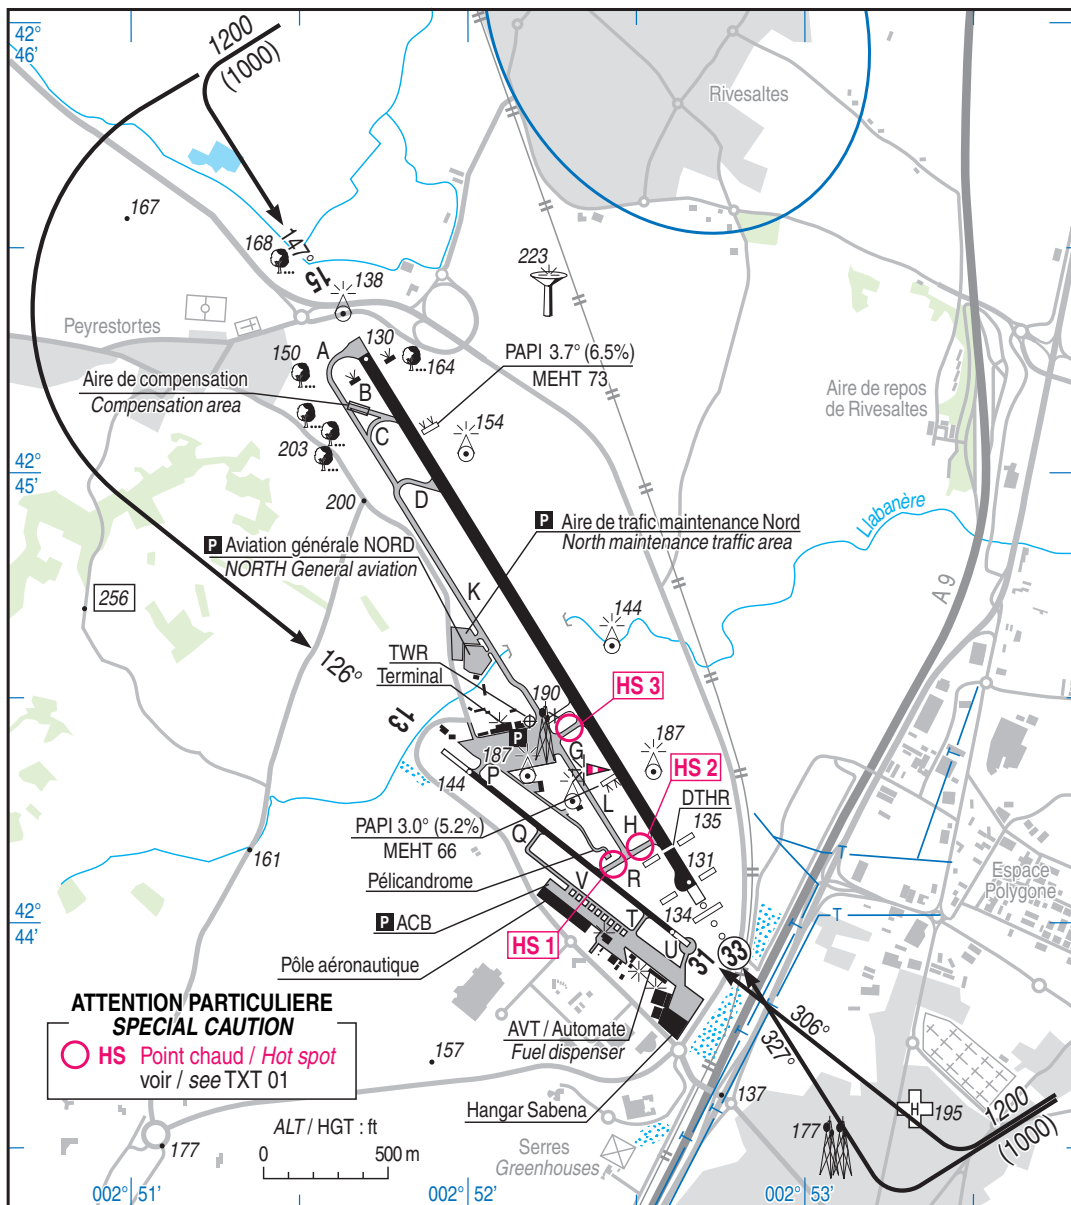 42°
46'
1200
(1000)
Rivesaltes
167
168
147°
15
138
223
Peyrestortes
130
A
150
164
PAPI 3.7° (6.5%)
MEHT 73
Aire de compensation
Compensation area
B
C
154
203
Aire de repos
de Rivesaltes
42°
45'
D
200
Llabanère
P Aire de trafic maintenance Nord
North maintenance traffic area
P Aviation générale NORD
NORTH General aviation
A 9
K
256
144
TWR
Terminal
126°
190
HS 3
13
P
G
187
187
HS 2
144
P
L
DTHR
135
PAPI 3.0° (5.2%)
MEHT 66
Q
H
131
161
T
Pélicandrome
V
R
Espace
Polygone
42°
44'
P ACB
T
134
T
HS 1
U
31
33
Pôle aéronautique
ATTENTION PARTICULIERE
SPECIAL CAUTION
HS Point chaud / Hot spot
voir / see TXT 01
306°
327°
AVT / Automate
Fuel dispenser
157
137
Hangar Sabena
H
195
1200
(1000)
177
T
T
T
T
ALT / HGT : ft
0 500 m
177
Serres
Greenhouses
002° 51'
002° 52'
002° 53'